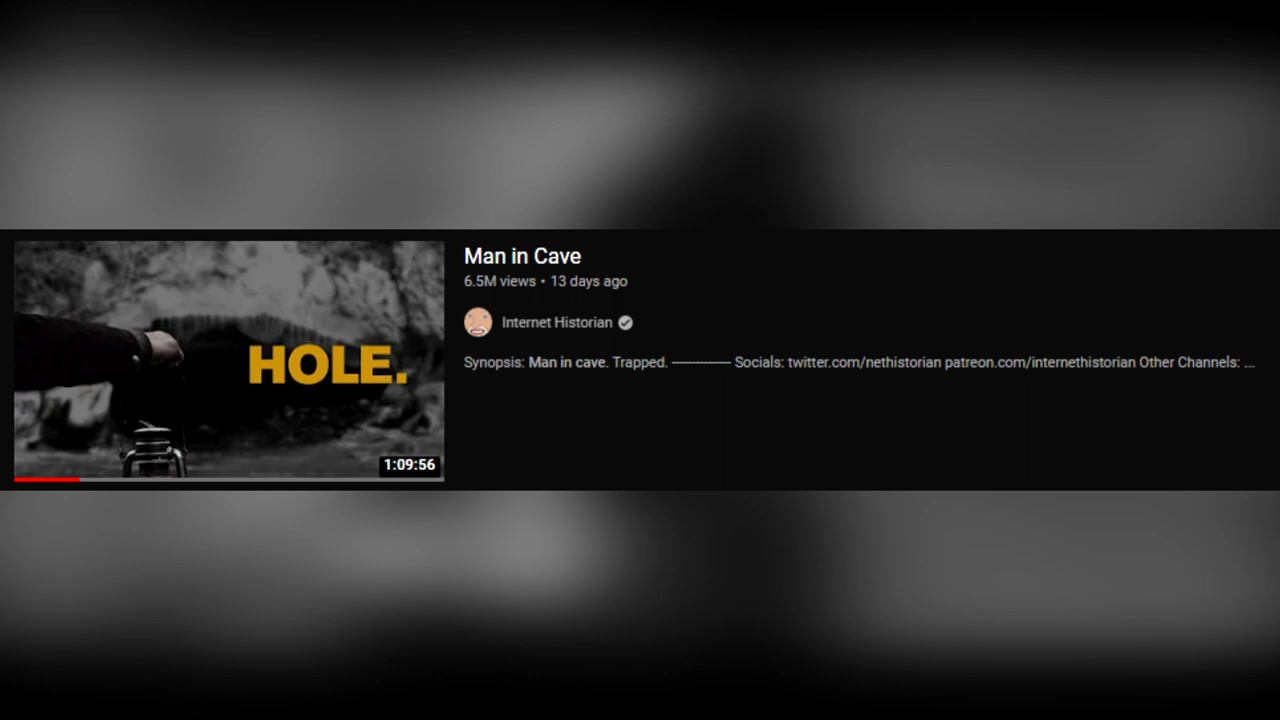 HOLE.
1:09:56
Man in Cave
6.5M views • 13 days ago
Internet Historian
Synopsis: Man in cave. Trapped. ------------------- Socials: twitter.com/nethistorian patreon.com/internethistorian Other Channels: ...